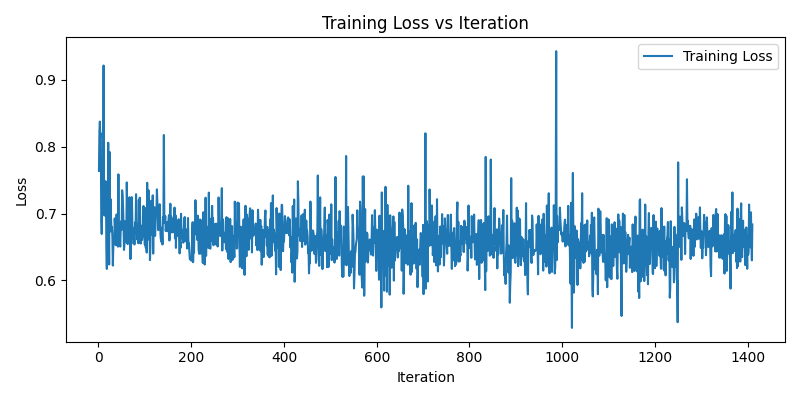 Training Loss vs Iteration
Training Loss
Loss
0.9
0.8
0.7
0.6
0 200 400 600 800 1000 1200 1400
Iteration